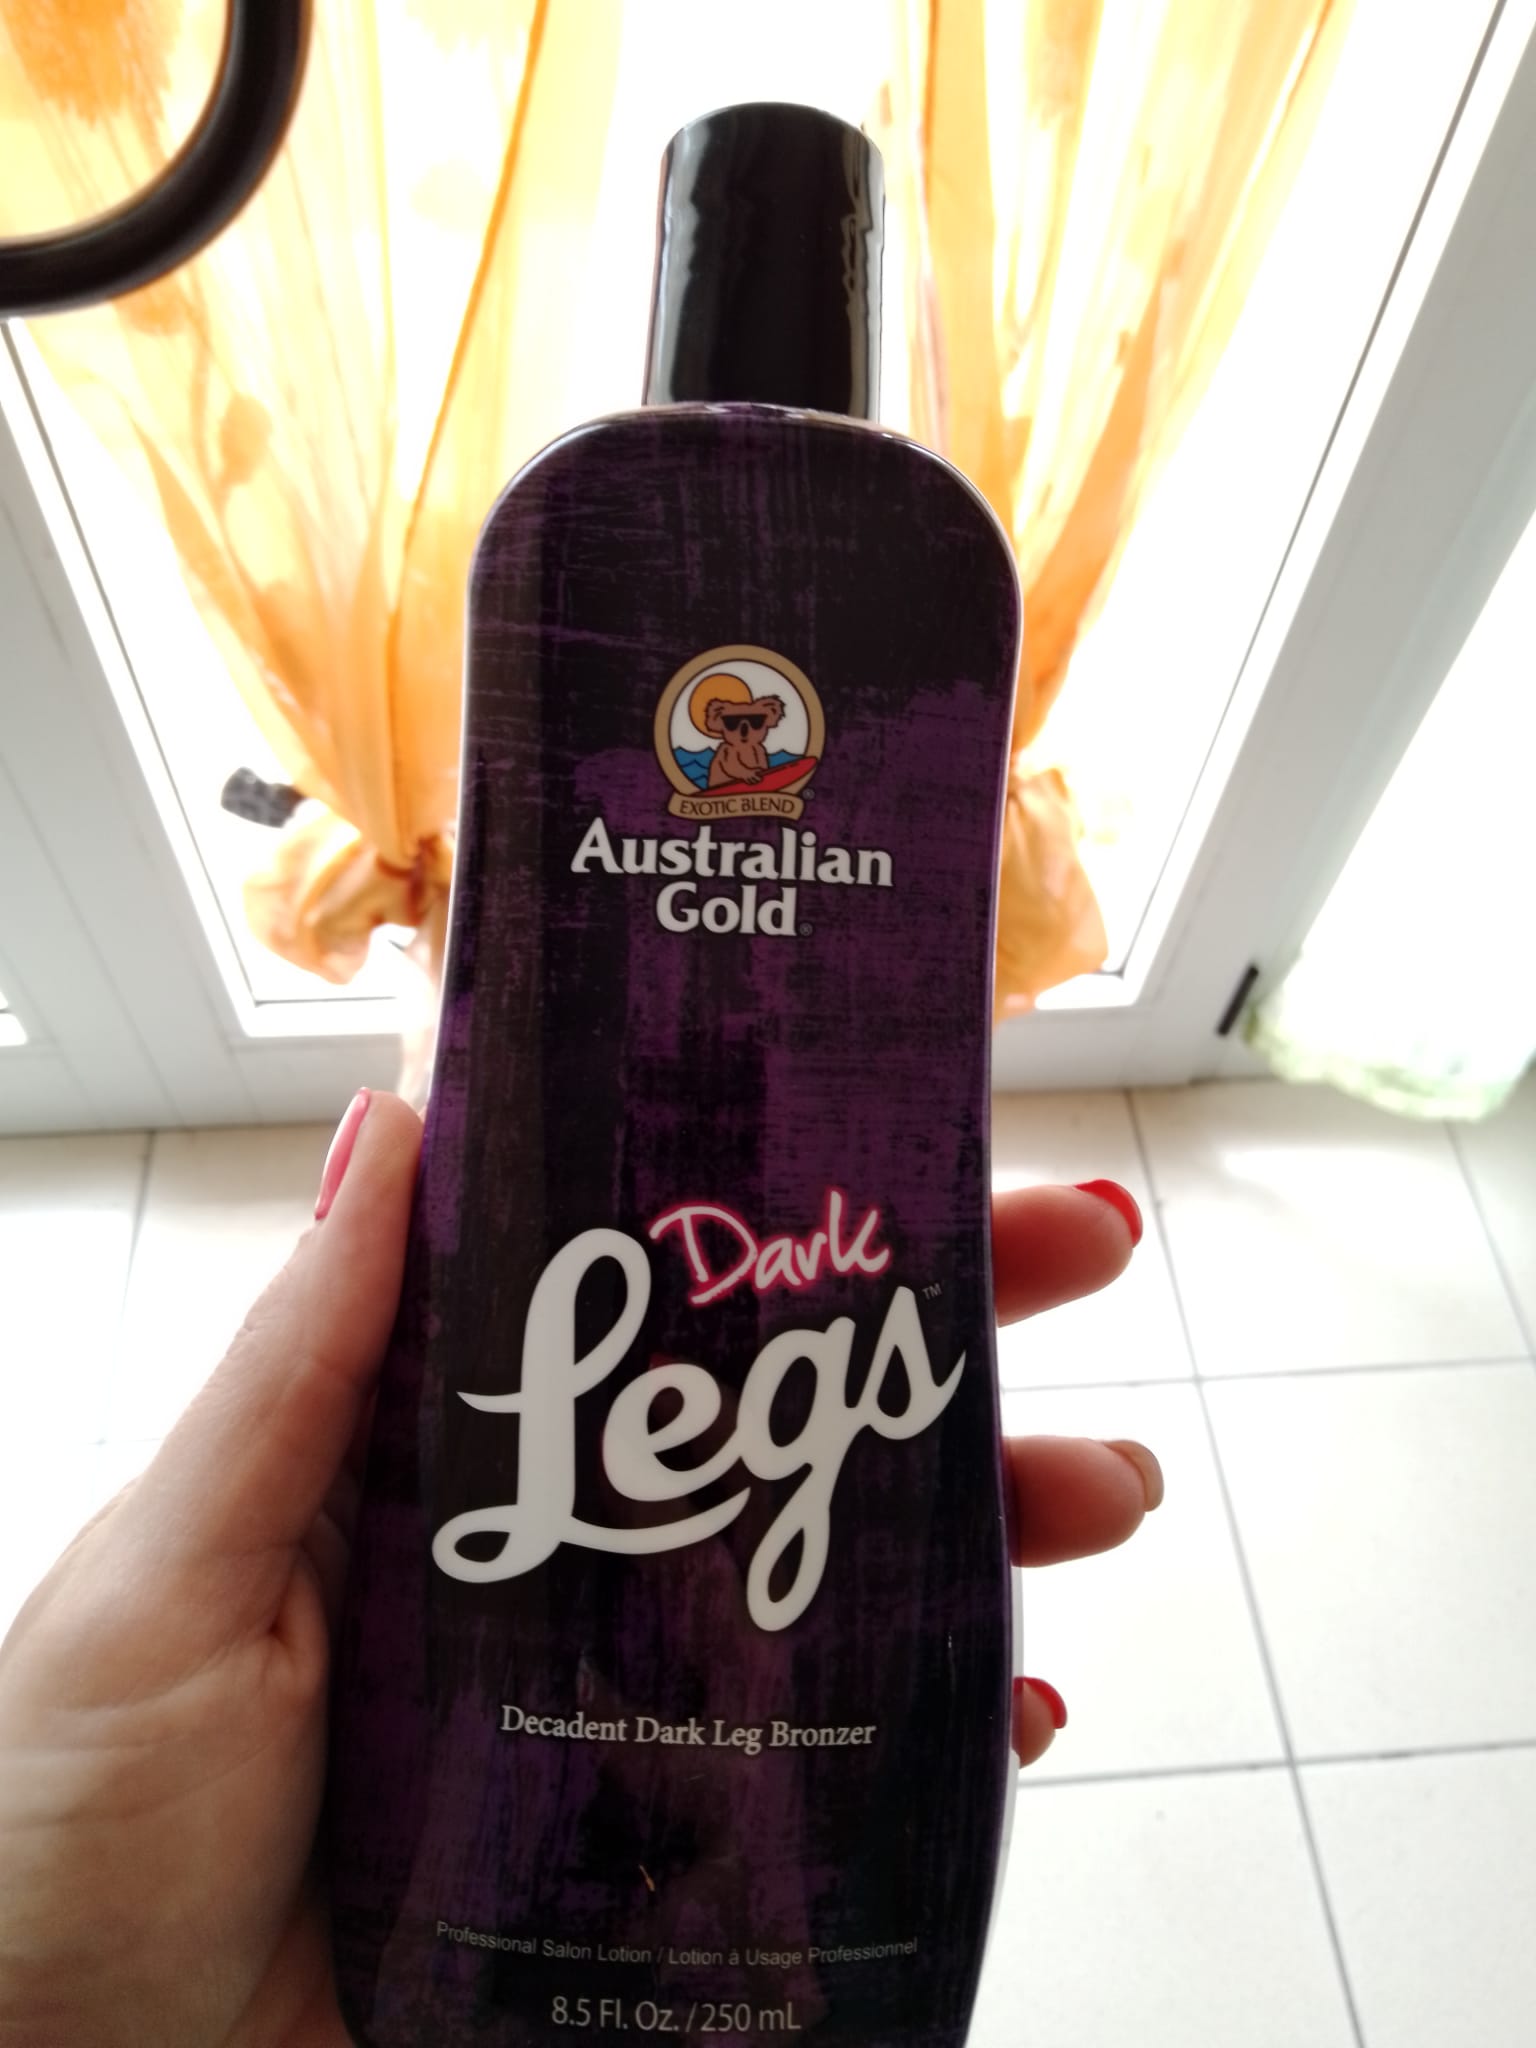 EXOTIC BLEND®
Australian
Gold®
Dark
Legs™
Decadent Dark Leg Bronzer
Professional Salon Lotion / Lotion à Usage Professionnel
8.5 Fl. Oz. / 250 mL